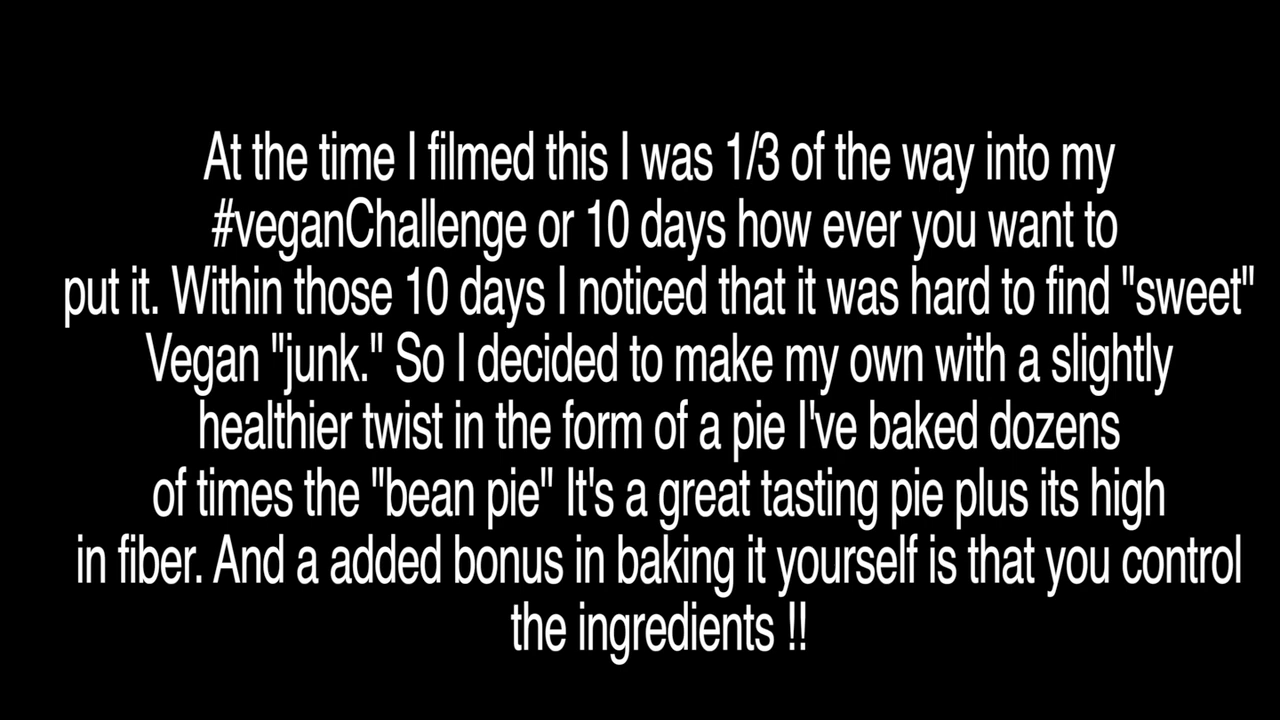 At the time I filmed this I was 1/3 of the way into my
#veganChallenge or 10 days how ever you want to
put it. Within those 10 days I noticed that it was hard to find "sweet"
Vegan "junk." So I decided to make my own with a slightly
healthier twist in the form of a pie I've baked dozens
of times the "bean pie" It's a great tasting pie plus its high
in fiber. And a added bonus in baking it yourself is that you control
the ingredients !!